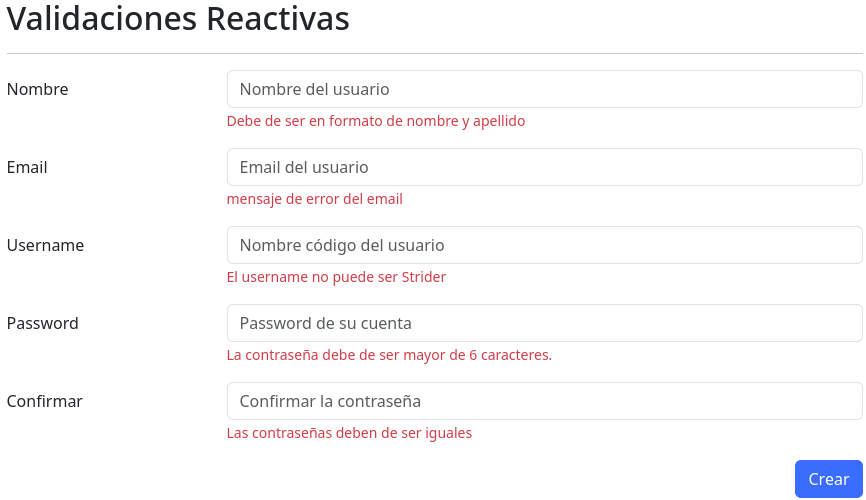 Validaciones Reactivas
Nombre
Nombre del usuario
Debe de ser en formato de nombre y apellido
Email
Email del usuario
mensaje de error del email
Username
Nombre código del usuario
El username no puede ser Strider
Password
Password de su cuenta
La contraseña debe de ser mayor de 6 caracteres.
Confirmar
Confirmar la contraseña
Las contraseñas deben de ser iguales
Crear